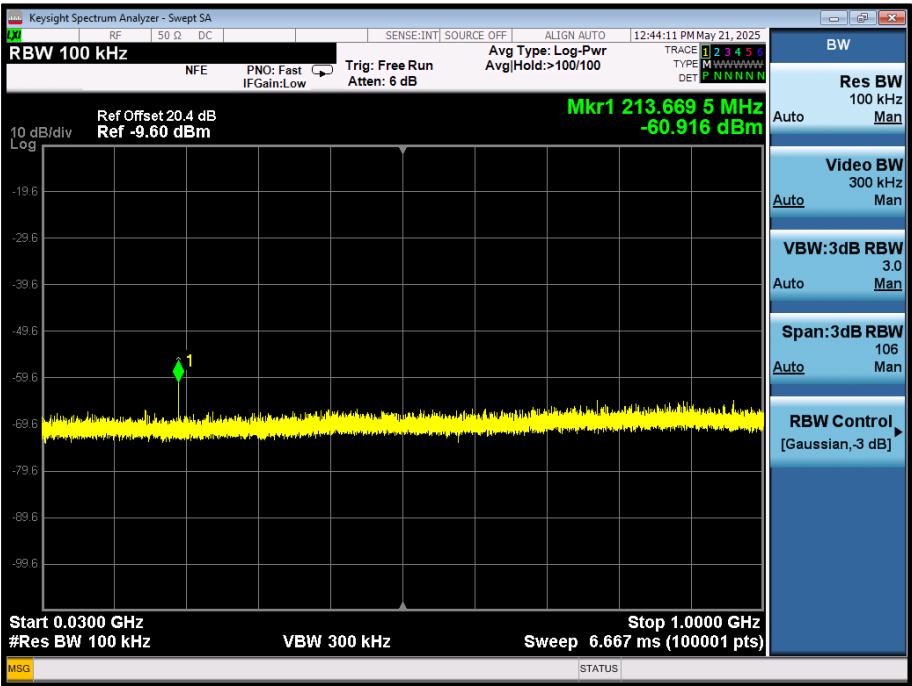 Keysight Spectrum Analyzer - Swept SA
LXI RF 50 Ω DC SENSE:INT SOURCE OFF ALIGN AUTO 12:44:11 PM May 21, 2025
RBW 100 kHz
NFE
PNO: Fast
IFGain:Low
Trig: Free Run
Atten: 6 dB
Avg Type: Log-Pwr
Avg|Hold:>100/100
TRACE 1 2 3 4 5 6
TYPE M WWWWW
DET P N N N N N
Mkr1 213.669 5 MHz
-60.916 dBm
Ref Offset 20.4 dB
10 dB/div Ref -9.60 dBm
Log
-19.6
-29.6
-39.6
-49.6
1
-59.6
-69.6
-79.6
-89.6
-99.6
Start 0.0300 GHz Stop 1.0000 GHz
#Res BW 100 kHz VBW 300 kHz Sweep 6.667 ms (100001 pts)
MSG STATUS
BW
Res BW
100 kHz
Auto Man
Video BW
300 kHz
Auto Man
VBW:3dB RBW
3.0
Auto Man
Span:3dB RBW
106
Auto Man
RBW Control
[Gaussian,-3 dB]